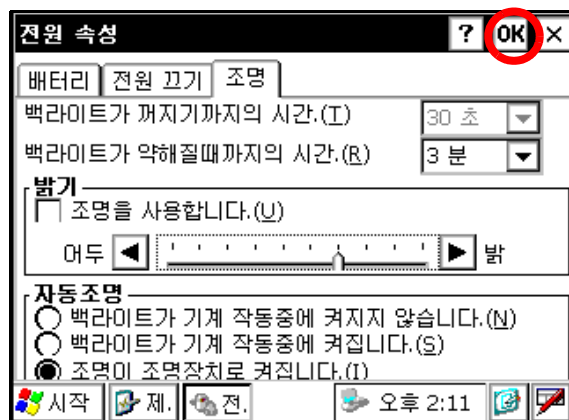 전원 속성 ? OK ×
배터리 전원 끄기 조명
백라이트가 꺼지기까지의 시간.(T) 30 초
백라이트가 약해질때까지의 시간.(R) 3 분
밝기
조명을 사용합니다.(U)
어두 밝
자동조명
백라이트가 기계 작동중에 켜지지 않습니다.(N)
백라이트가 기계 작동중에 켜집니다.(S)
조명이 조명장치로 켜집니다.(I)
시작 제. 전. 오후 2:11